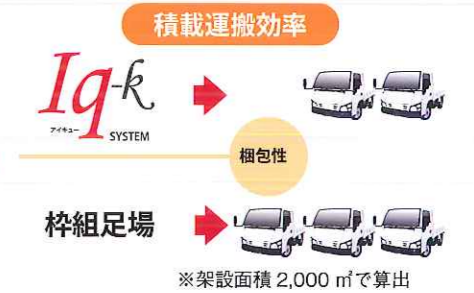 積載運搬効率
Iq-k
アイキュー
SYSTEM
梱包性
枠組足場
※架設面積 2,000 ㎡で算出